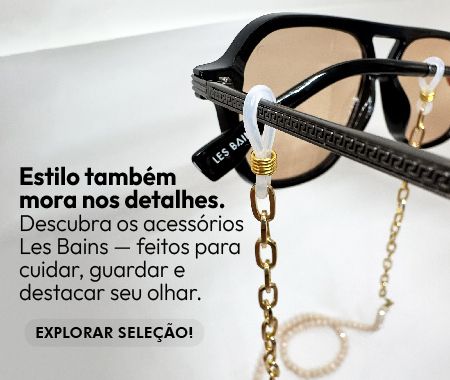 LES BAINS
Estilo também
mora nos detalhes.
Descubra os acessórios
Les Bains — feitos para
cuidar, guardar e
destacar seu olhar.
EXPLORAR SELEÇÃO!